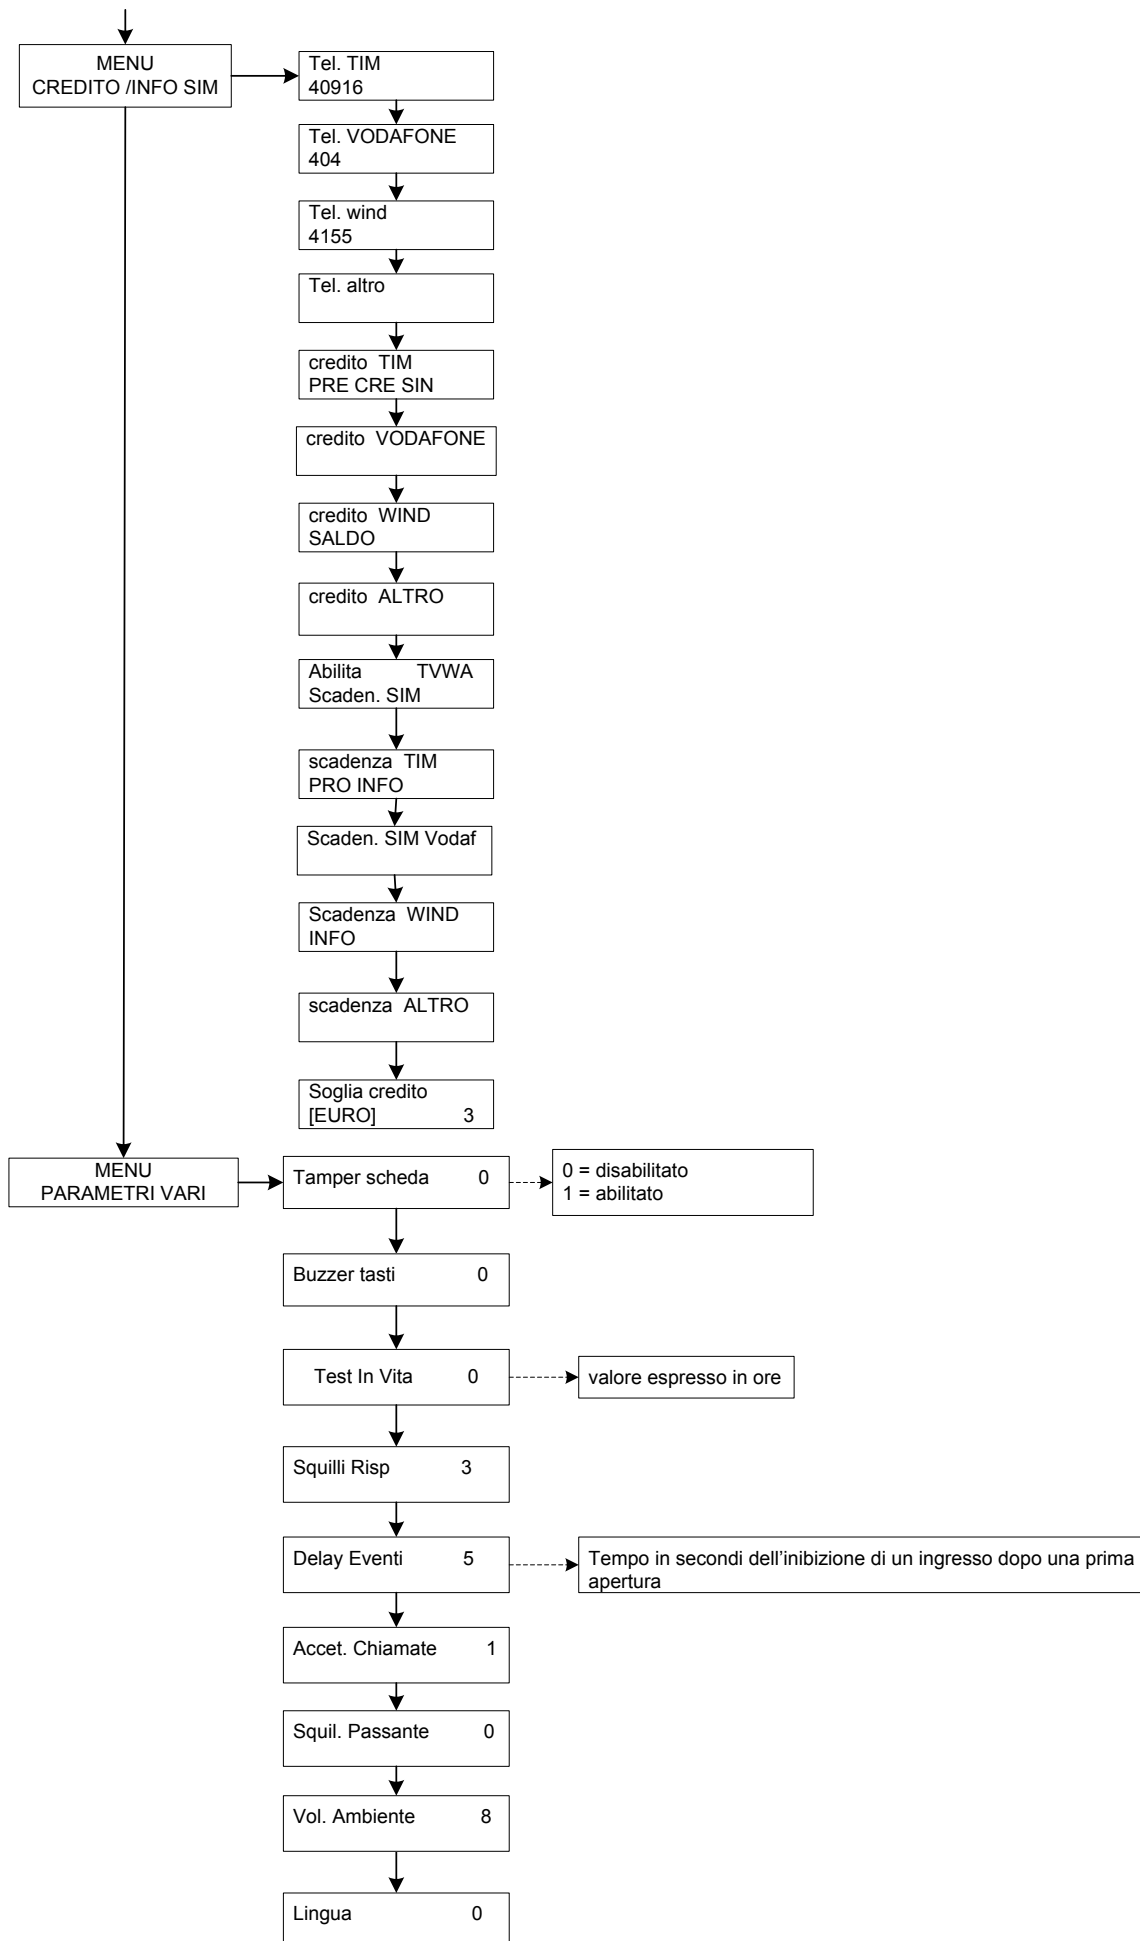 MENU
CREDITO /INFO SIM
Tel. TIM
40916
Tel. VODAFONE
404
Tel. wind
4155
Tel. altro
credito TIM
PRE CRE SIN
credito VODAFONE
credito WIND
SALDO
credito ALTRO
Abilita TVWA
Scaden. SIM
scadenza TIM
PRO INFO
Scaden. SIM Vodaf
Scadenza WIND
INFO
scadenza ALTRO
Soglia credito
[EURO] 3
MENU
PARAMETRI VARI
Tamper scheda 0
0 = disabilitato
1 = abilitato
Buzzer tasti 0
Test In Vita 0
valore espresso in ore
Squilli Risp 3
Delay Eventi 5
Tempo in secondi dell'inibizione di un ingresso dopo una prima
apertura
Accet. Chiamate 1
Squil. Passante 0
Vol. Ambiente 8
Lingua 0